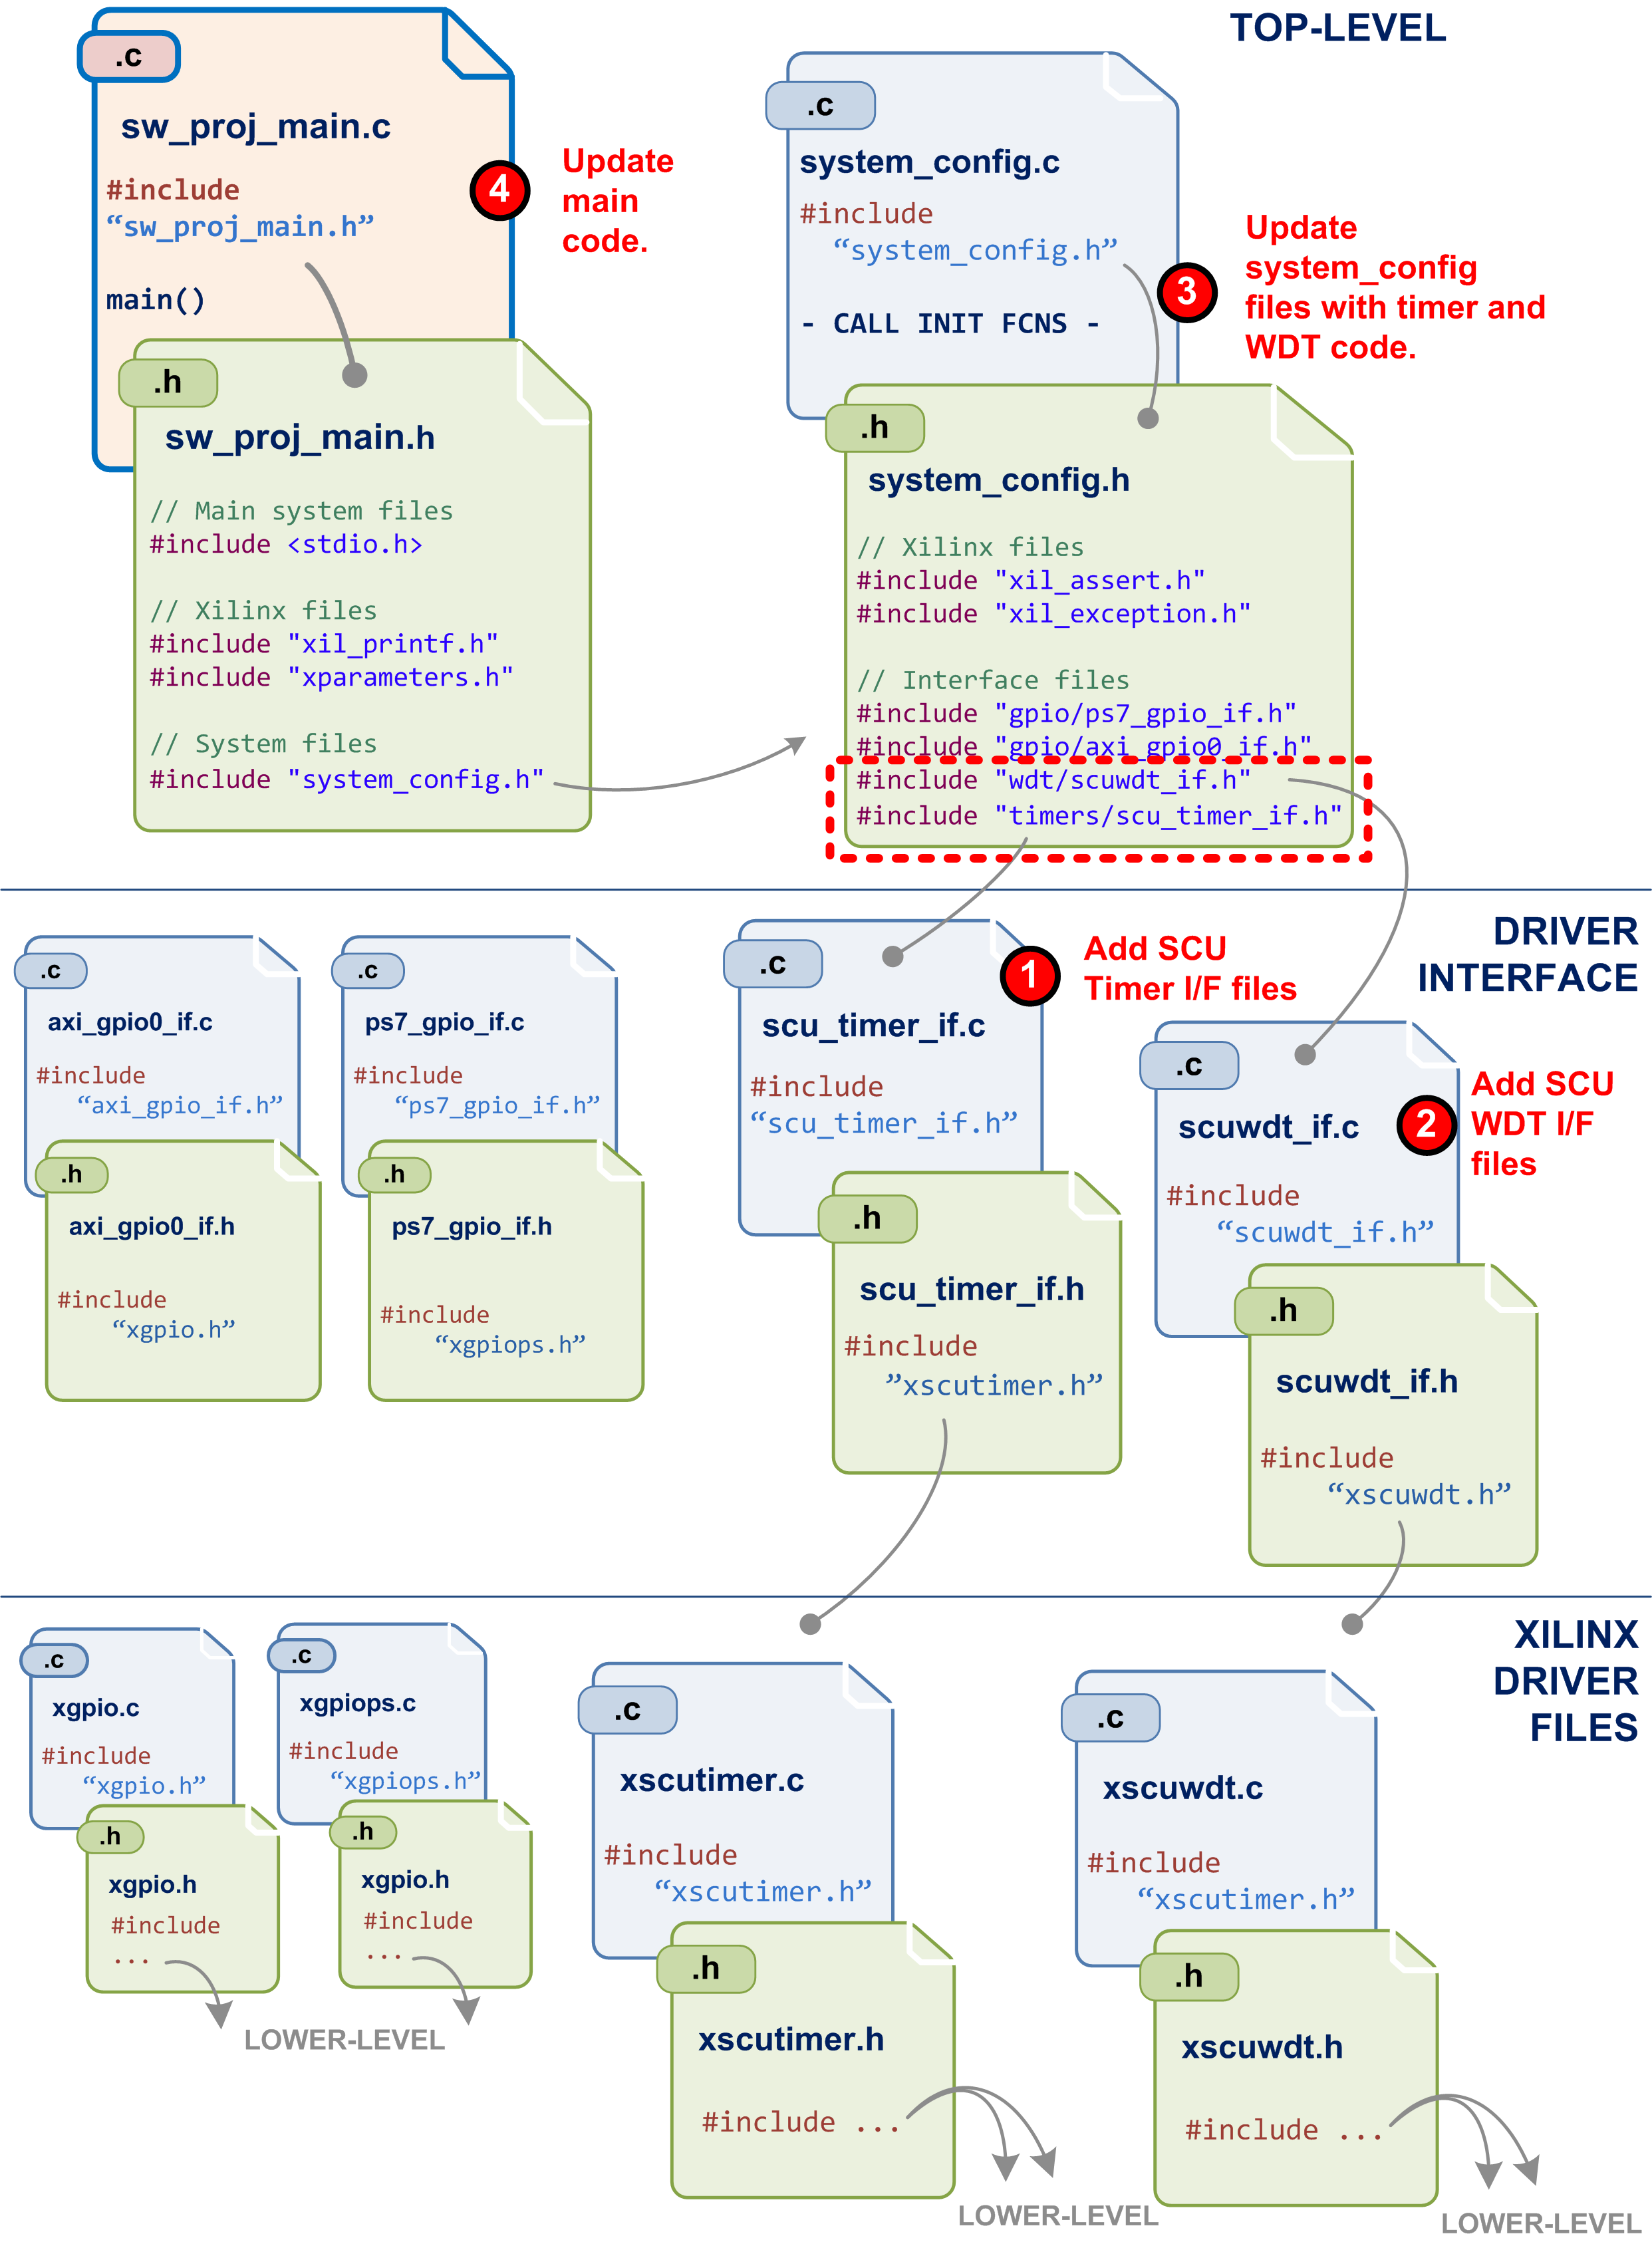 TOP-LEVEL
.c
sw_proj_main.c
#include
“sw_proj_main.h”
main()
4
Update
main
code.
.h
sw_proj_main.h
// Main system files
#include <stdio.h>
// Xilinx files
#include "xil_printf.h"
#include "xparameters.h"
// System files
#include "system_config.h"
.c
system_config.c
#include
“system_config.h”
- CALL INIT FCNS -
3
Update
system_config
files with timer and
WDT code.
.h
system_config.h
// Xilinx files
#include "xil_assert.h"
#include "xil_exception.h"
// Interface files
#include "gpio/ps7_gpio_if.h"
#include "gpio/axi_gpio0_if.h"
#include "wdt/scuwdt_if.h"
#include "timers/scu_timer_if.h"
DRIVER
INTERFACE
.c
axi_gpio0_if.c
#include
“axi_gpio_if.h”
.h
axi_gpio0_if.h
#include
“xgpio.h”
.c
ps7_gpio_if.c
#include
“ps7_gpio_if.h”
.h
ps7_gpio_if.h
#include
“xgpiops.h”
.c
scu_timer_if.c
#include
“scu_timer_if.h”
1
Add SCU
Timer I/F files
.h
scu_timer_if.h
#include
”xscutimer.h”
.c
scuwdt_if.c
#include
“scuwdt_if.h”
2
Add SCU
WDT I/F
files
.h
scuwdt_if.h
#include
“xscuwdt.h”
XILINX
DRIVER
FILES
.c
xgpio.c
#include
“xgpio.h”
.h
xgpio.h
#include
...
.c
xgpiops.c
#include
“xgpiops.h”
.h
xgpio.h
#include
...
LOWER-LEVEL
.c
xscutimer.c
#include
“xscutimer.h”
.h
xscutimer.h
#include ...
LOWER-LEVEL
.c
xscuwdt.c
#include
“xscutimer.h”
.h
xscuwdt.h
#include ...
LOWER-LEVEL